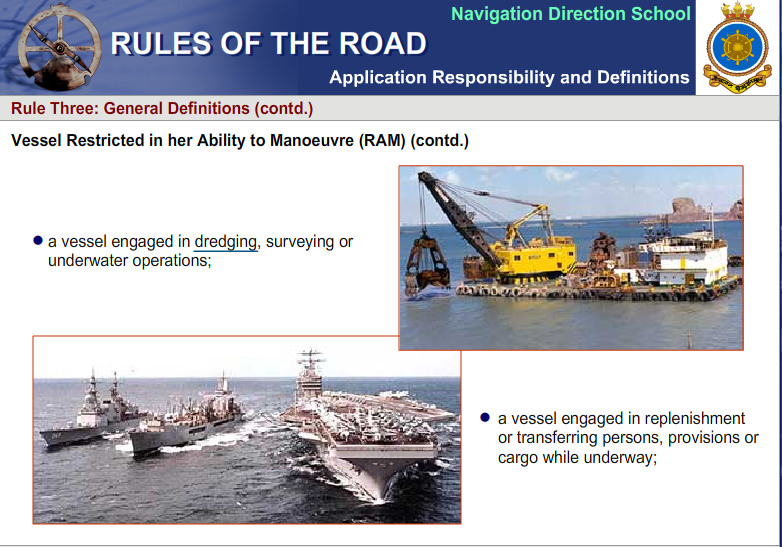 Navigation Direction School
RULES OF THE ROAD
Application Responsibility and Definitions
Rule Three: General Definitions (contd.)
Vessel Restricted in her Ability to Manoeuvre (RAM) (contd.)
a vessel engaged in dredging, surveying or
underwater operations;
a vessel engaged in replenishment
or transferring persons, provisions or
cargo while underway;